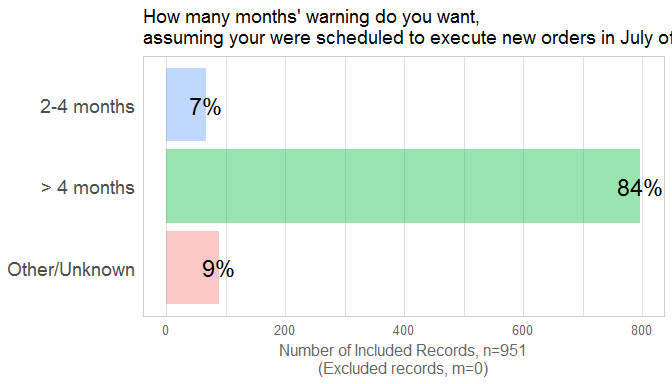 How many months' warning do you want,
assuming your were scheduled to execute new orders in July of
2-4 months
7%
> 4 months
84%
Other/Unknown
9%
0 200 400 600 800
Number of Included Records, n=951
(Excluded records, m=0)